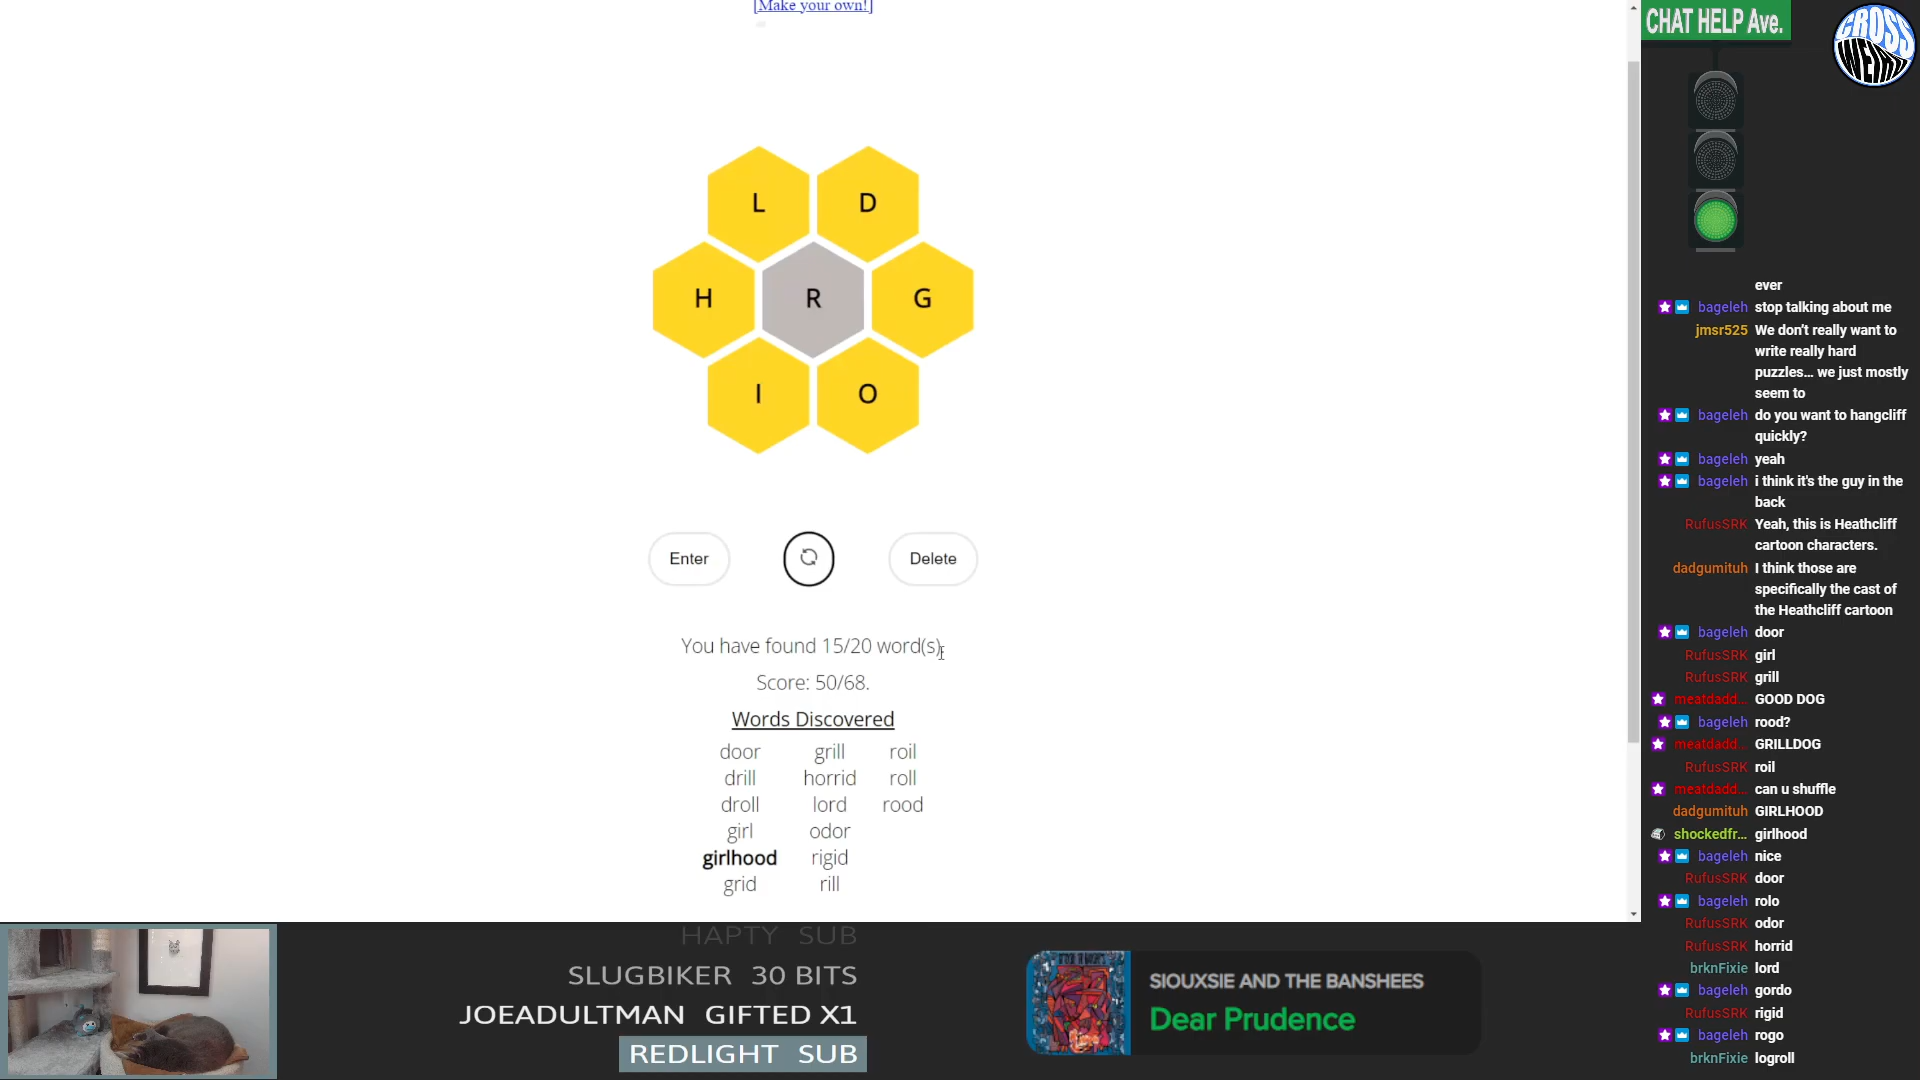 [Make your own!]
L
D
H
R
G
I
O
Enter
Delete
You have found 15/20 word(s).
Score: 50/68.
Words Discovered
door grill roil
drill horrid roll
droll lord rood
girl odor
girlhood rigid
grid rill
CHAT HELP Ave.
CROSS
WEIRD
ever
bageleh stop talking about me
jmsr525 We don't really want to
write really hard
puzzles... we just mostly
seem to
bageleh do you want to hangcliff
quickly?
bageleh yeah
bageleh i think it's the guy in the
back
RufusSRK Yeah, this is Heathcliff
cartoon characters.
dadgumituh I think those are
specifically the cast of
the Heathcliff cartoon
bageleh door
RufusSRK girl
RufusSRK grill
meatdadd... GOOD DOG
bageleh rood?
meatdadd... GRILLDOG
RufusSRK roil
meatdadd... can u shuffle
dadgumituh GIRLHOOD
shockedfr... girlhood
bageleh nice
RufusSRK door
bageleh rolo
RufusSRK odor
RufusSRK horrid
brknFixie lord
bageleh gordo
RufusSRK rigid
bageleh rogo
brknFixie logroll
HAPTY SUB
SLUGBIKER 30 BITS
JOEADULTMAN GIFTED X1
REDLIGHT SUB
SIOUXSIE AND THE BANSHEES
Dear Prudence